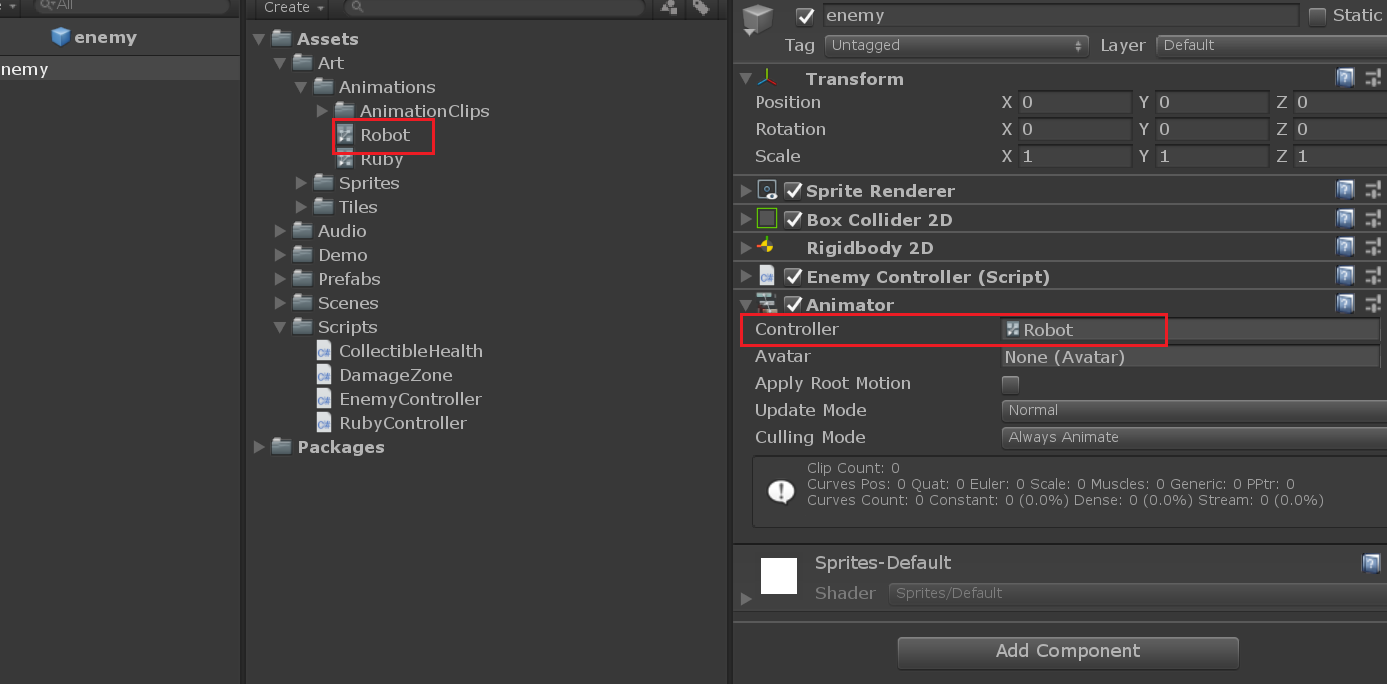 All
enemy
nemy
Create
Assets
Art
Animations
AnimationClips
Robot
Ruby
Sprites
Tiles
Audio
Demo
Prefabs
Scenes
Scripts
CollectibleHealth
DamageZone
EnemyController
RubyController
Packages
enemy
Static
Tag Untagged Layer Default
Transform
Position X 0 Y 0 Z 0
Rotation X 0 Y 0 Z 0
Scale X 1 Y 1 Z 1
Sprite Renderer
Box Collider 2D
Rigidbody 2D
Enemy Controller (Script)
Animator
Controller Robot
Avatar None (Avatar)
Apply Root Motion
Update Mode Normal
Culling Mode Always Animate
Clip Count: 0
Curves Pos: 0 Quat: 0 Euler: 0 Scale: 0 Muscles: 0 Generic: 0 PPtr: 0
Curves Count: 0 Constant: 0 (0.0%) Dense: 0 (0.0%) Stream: 0 (0.0%)
Sprites-Default
Shader Sprites/Default
Add Component